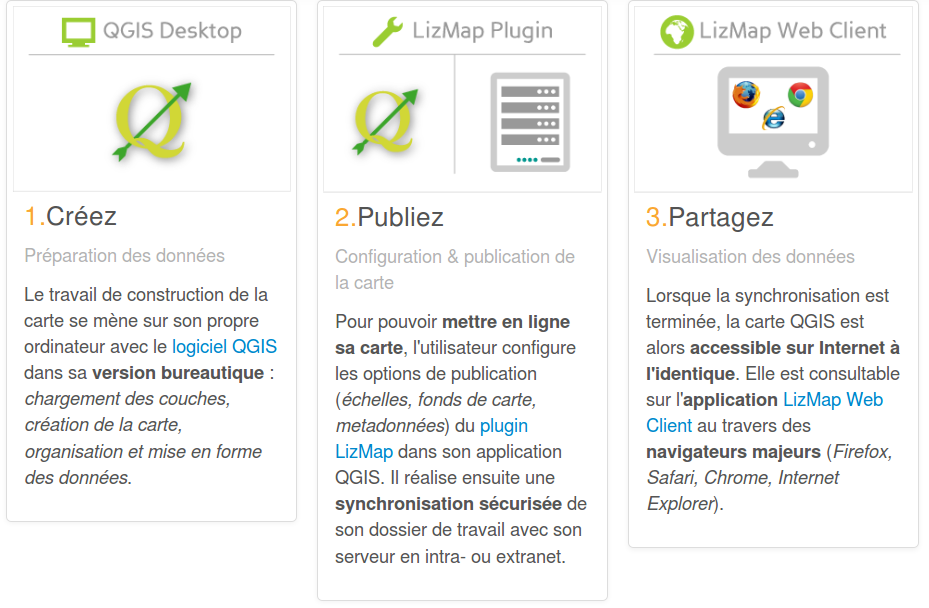 QGIS Desktop
1.Créez
Préparation des données
Le travail de construction de la
carte se mène sur son propre
ordinateur avec le logiciel QGIS
dans sa version bureautique :
chargement des couches,
création de la carte,
organisation et mise en forme
des données.
LizMap Plugin
2.Publiez
Configuration & publication de
la carte
Pour pouvoir mettre en ligne
sa carte, l'utilisateur configure
les options de publication
(échelles, fonds de carte,
metadonnées) du plugin
LizMap dans son application
QGIS. Il réalise ensuite une
synchronisation sécurisée de
son dossier de travail avec son
serveur en intra- ou extranet.
LizMap Web Client
3.Partagez
Visualisation des données
Lorsque la synchronisation est
terminée, la carte QGIS est
alors accessible sur Internet à
l'identique. Elle est consultable
sur l'application LizMap Web
Client au travers des
navigateurs majeurs (Firefox,
Safari, Chrome, Internet
Explorer).